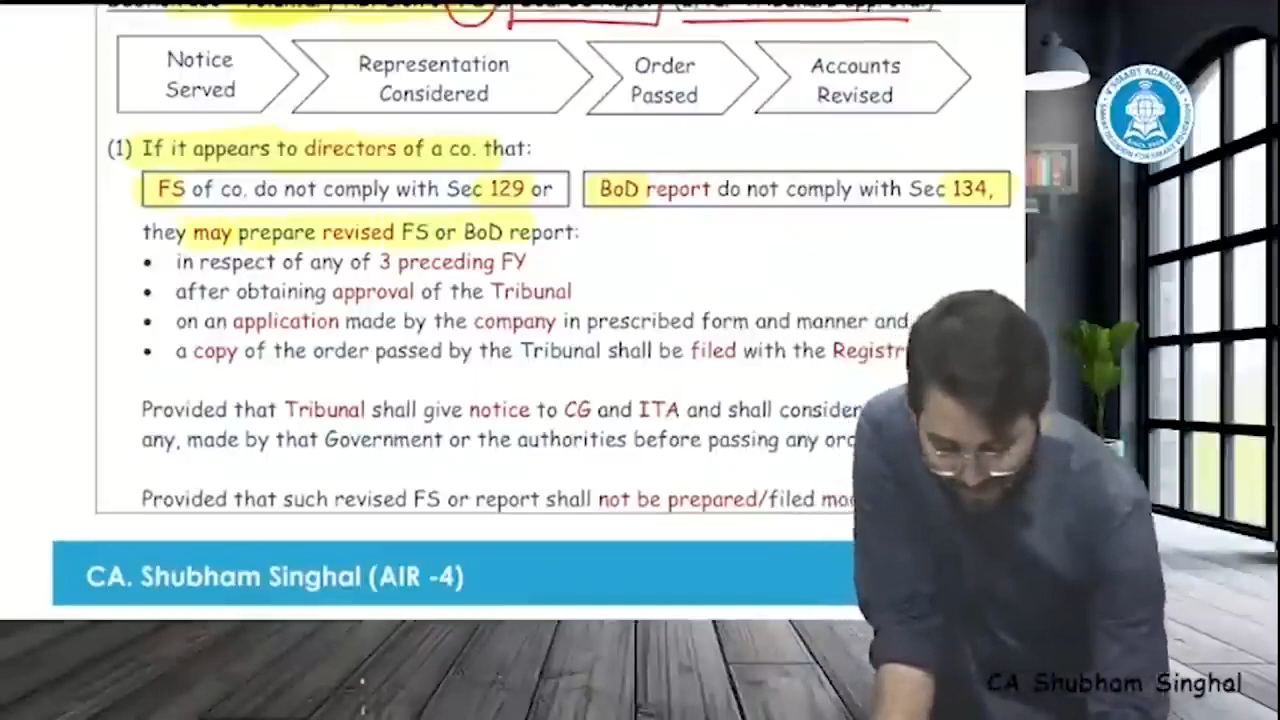 Notice
Served
Representation
Considered
Order
Passed
Accounts
Revised
(1) If it appears to directors of a co. that:
FS of co. do not comply with Sec 129 or
BoD report do not comply with Sec 134,
they may prepare revised FS or BoD report:
• in respect of any of 3 preceding FY
• after obtaining approval of the Tribunal
• on an application made by the company in prescribed form and manner and
• a copy of the order passed by the Tribunal shall be filed with the
Provided that Tribunal shall give notice to CG and ITA and shall
any, made by that Government or the authorities before passing any
Provided that such revised FS or report shall not be prepared/filed
CA. Shubham Singhal (AIR -4)
CA Shubham Singhal